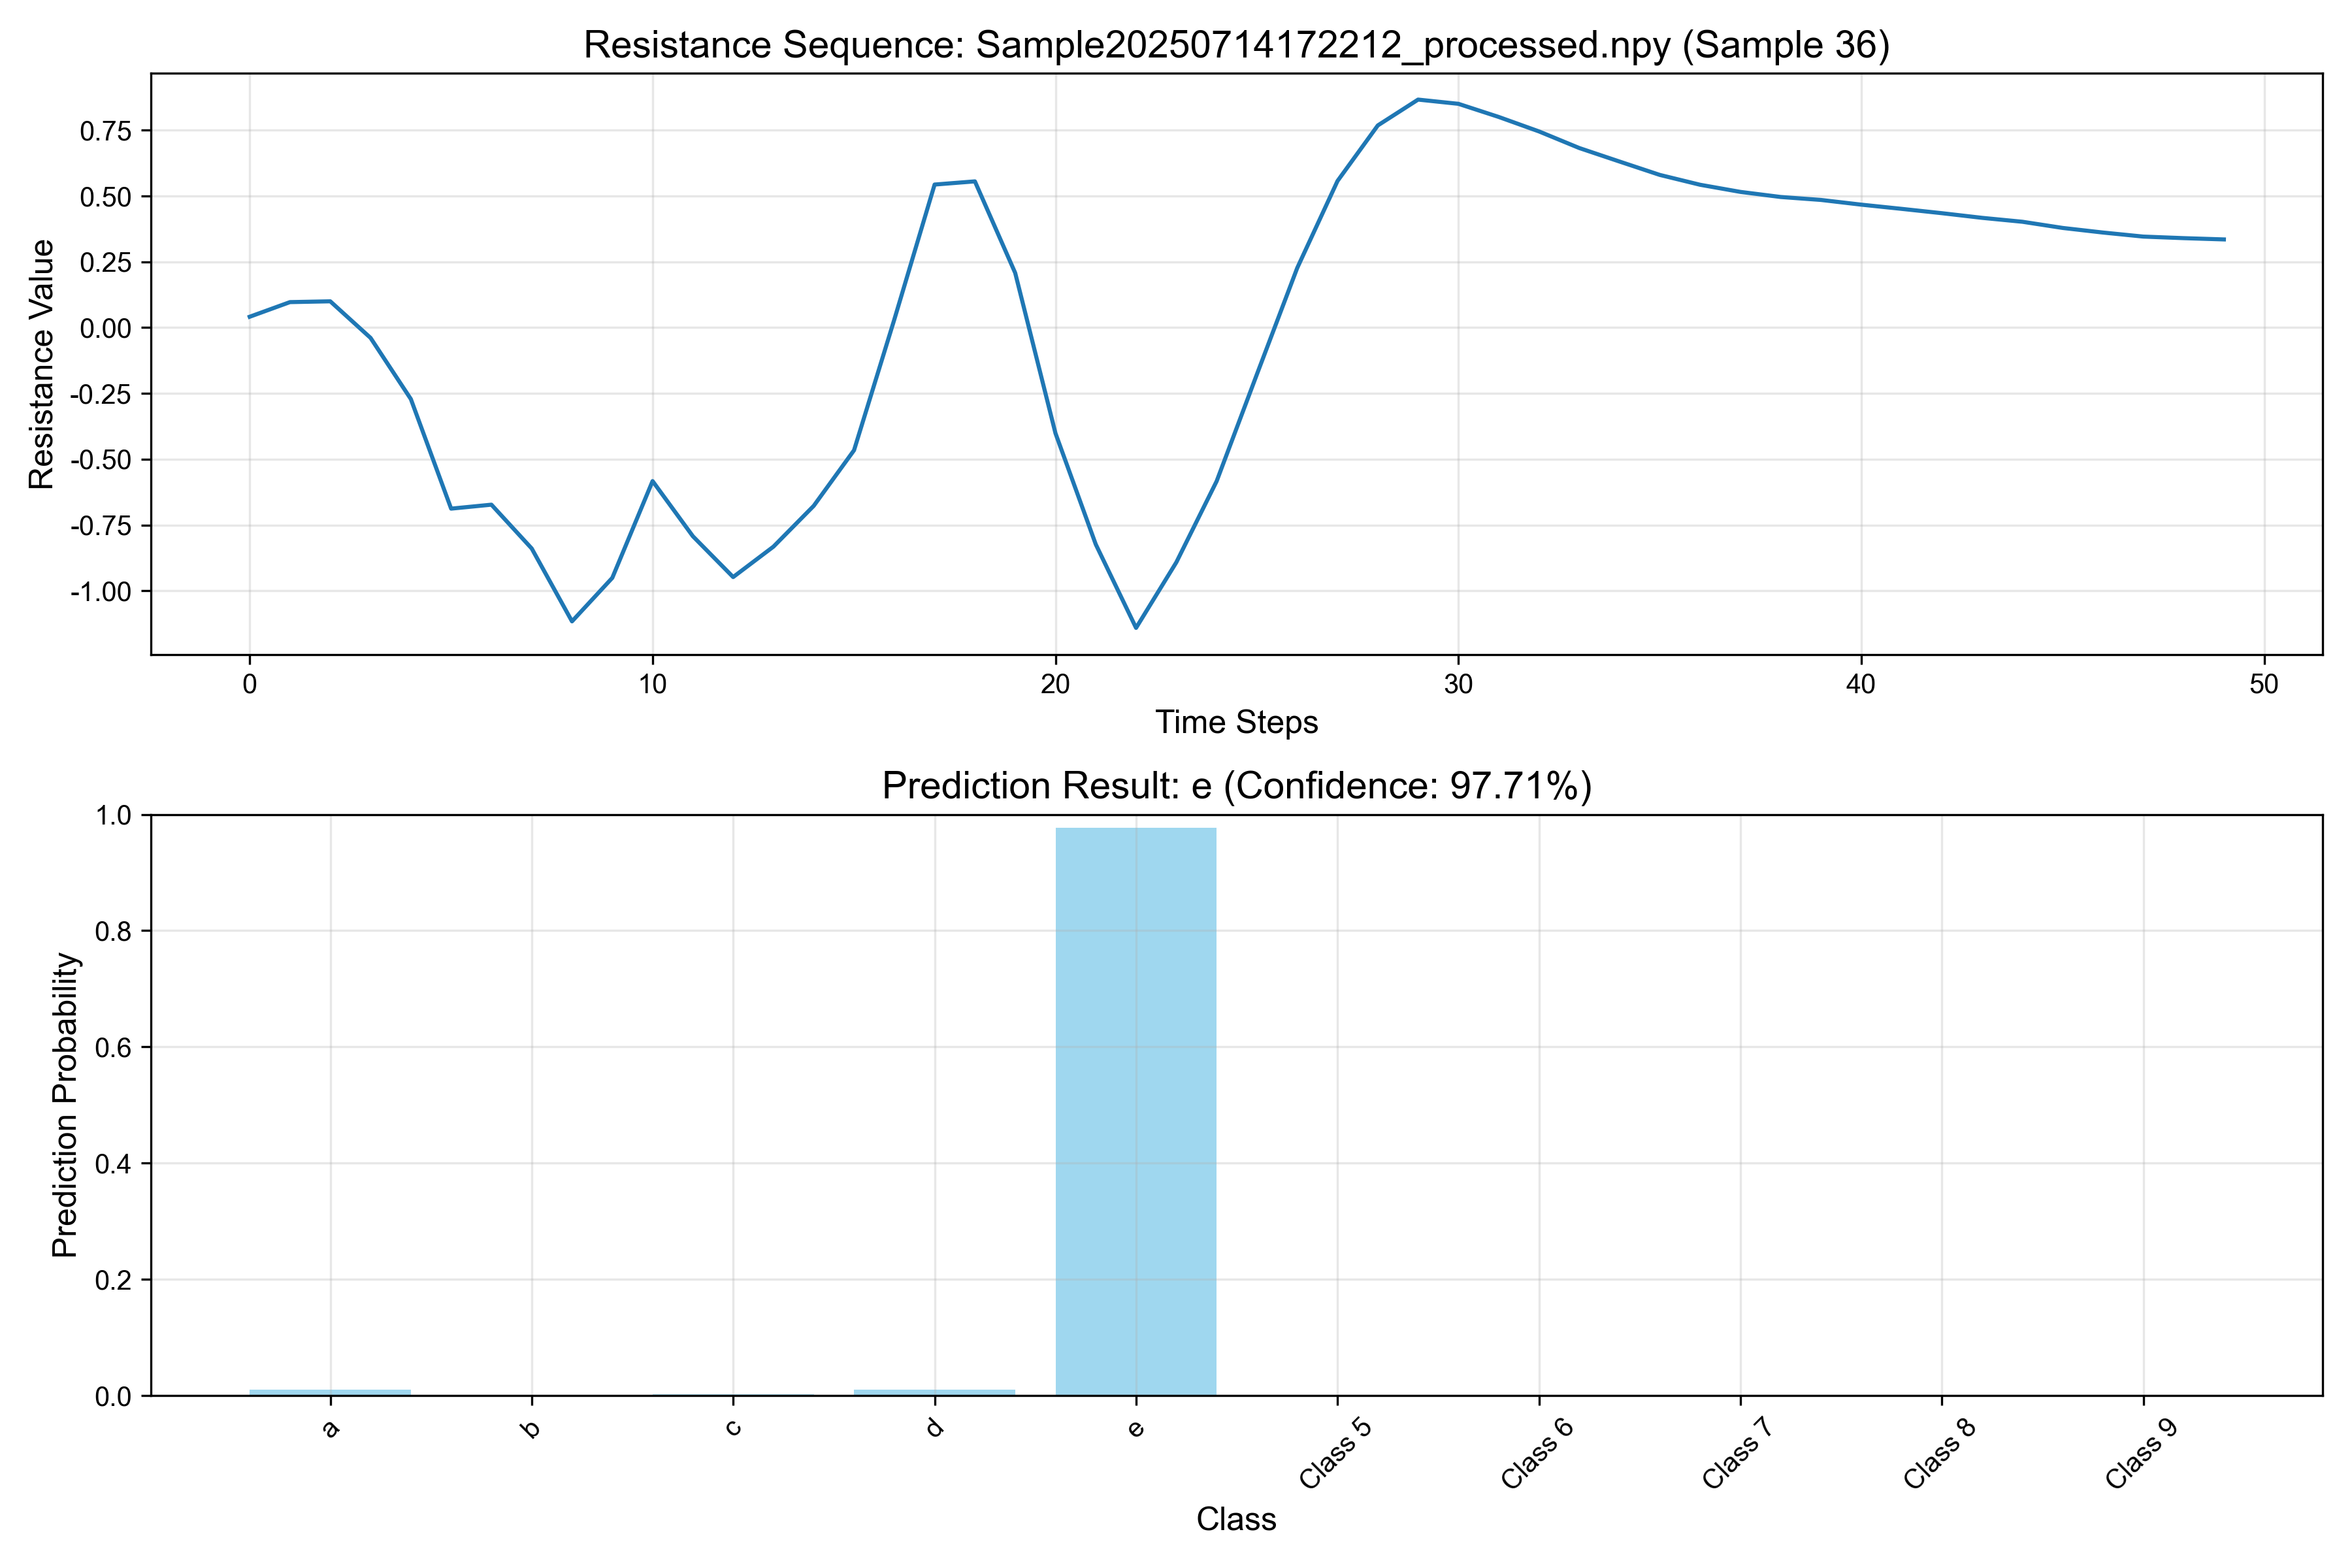 Resistance Sequence: Sample20250714172212_processed.npy (Sample 36)
Resistance Value
0.75
0.50
0.25
0.00
-0.25
-0.50
-0.75
-1.00
0 10 20 30 40 50
Time Steps
Prediction Result: e (Confidence: 97.71%)
Prediction Probability
1.0
0.8
0.6
0.4
0.2
0.0
a b c d e Class 5 Class 6 Class 7 Class 8 Class 9
Class